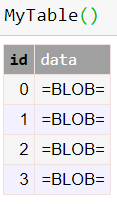 MyTable()
id data
0 =BLOB=
1 =BLOB=
2 =BLOB=
3 =BLOB=